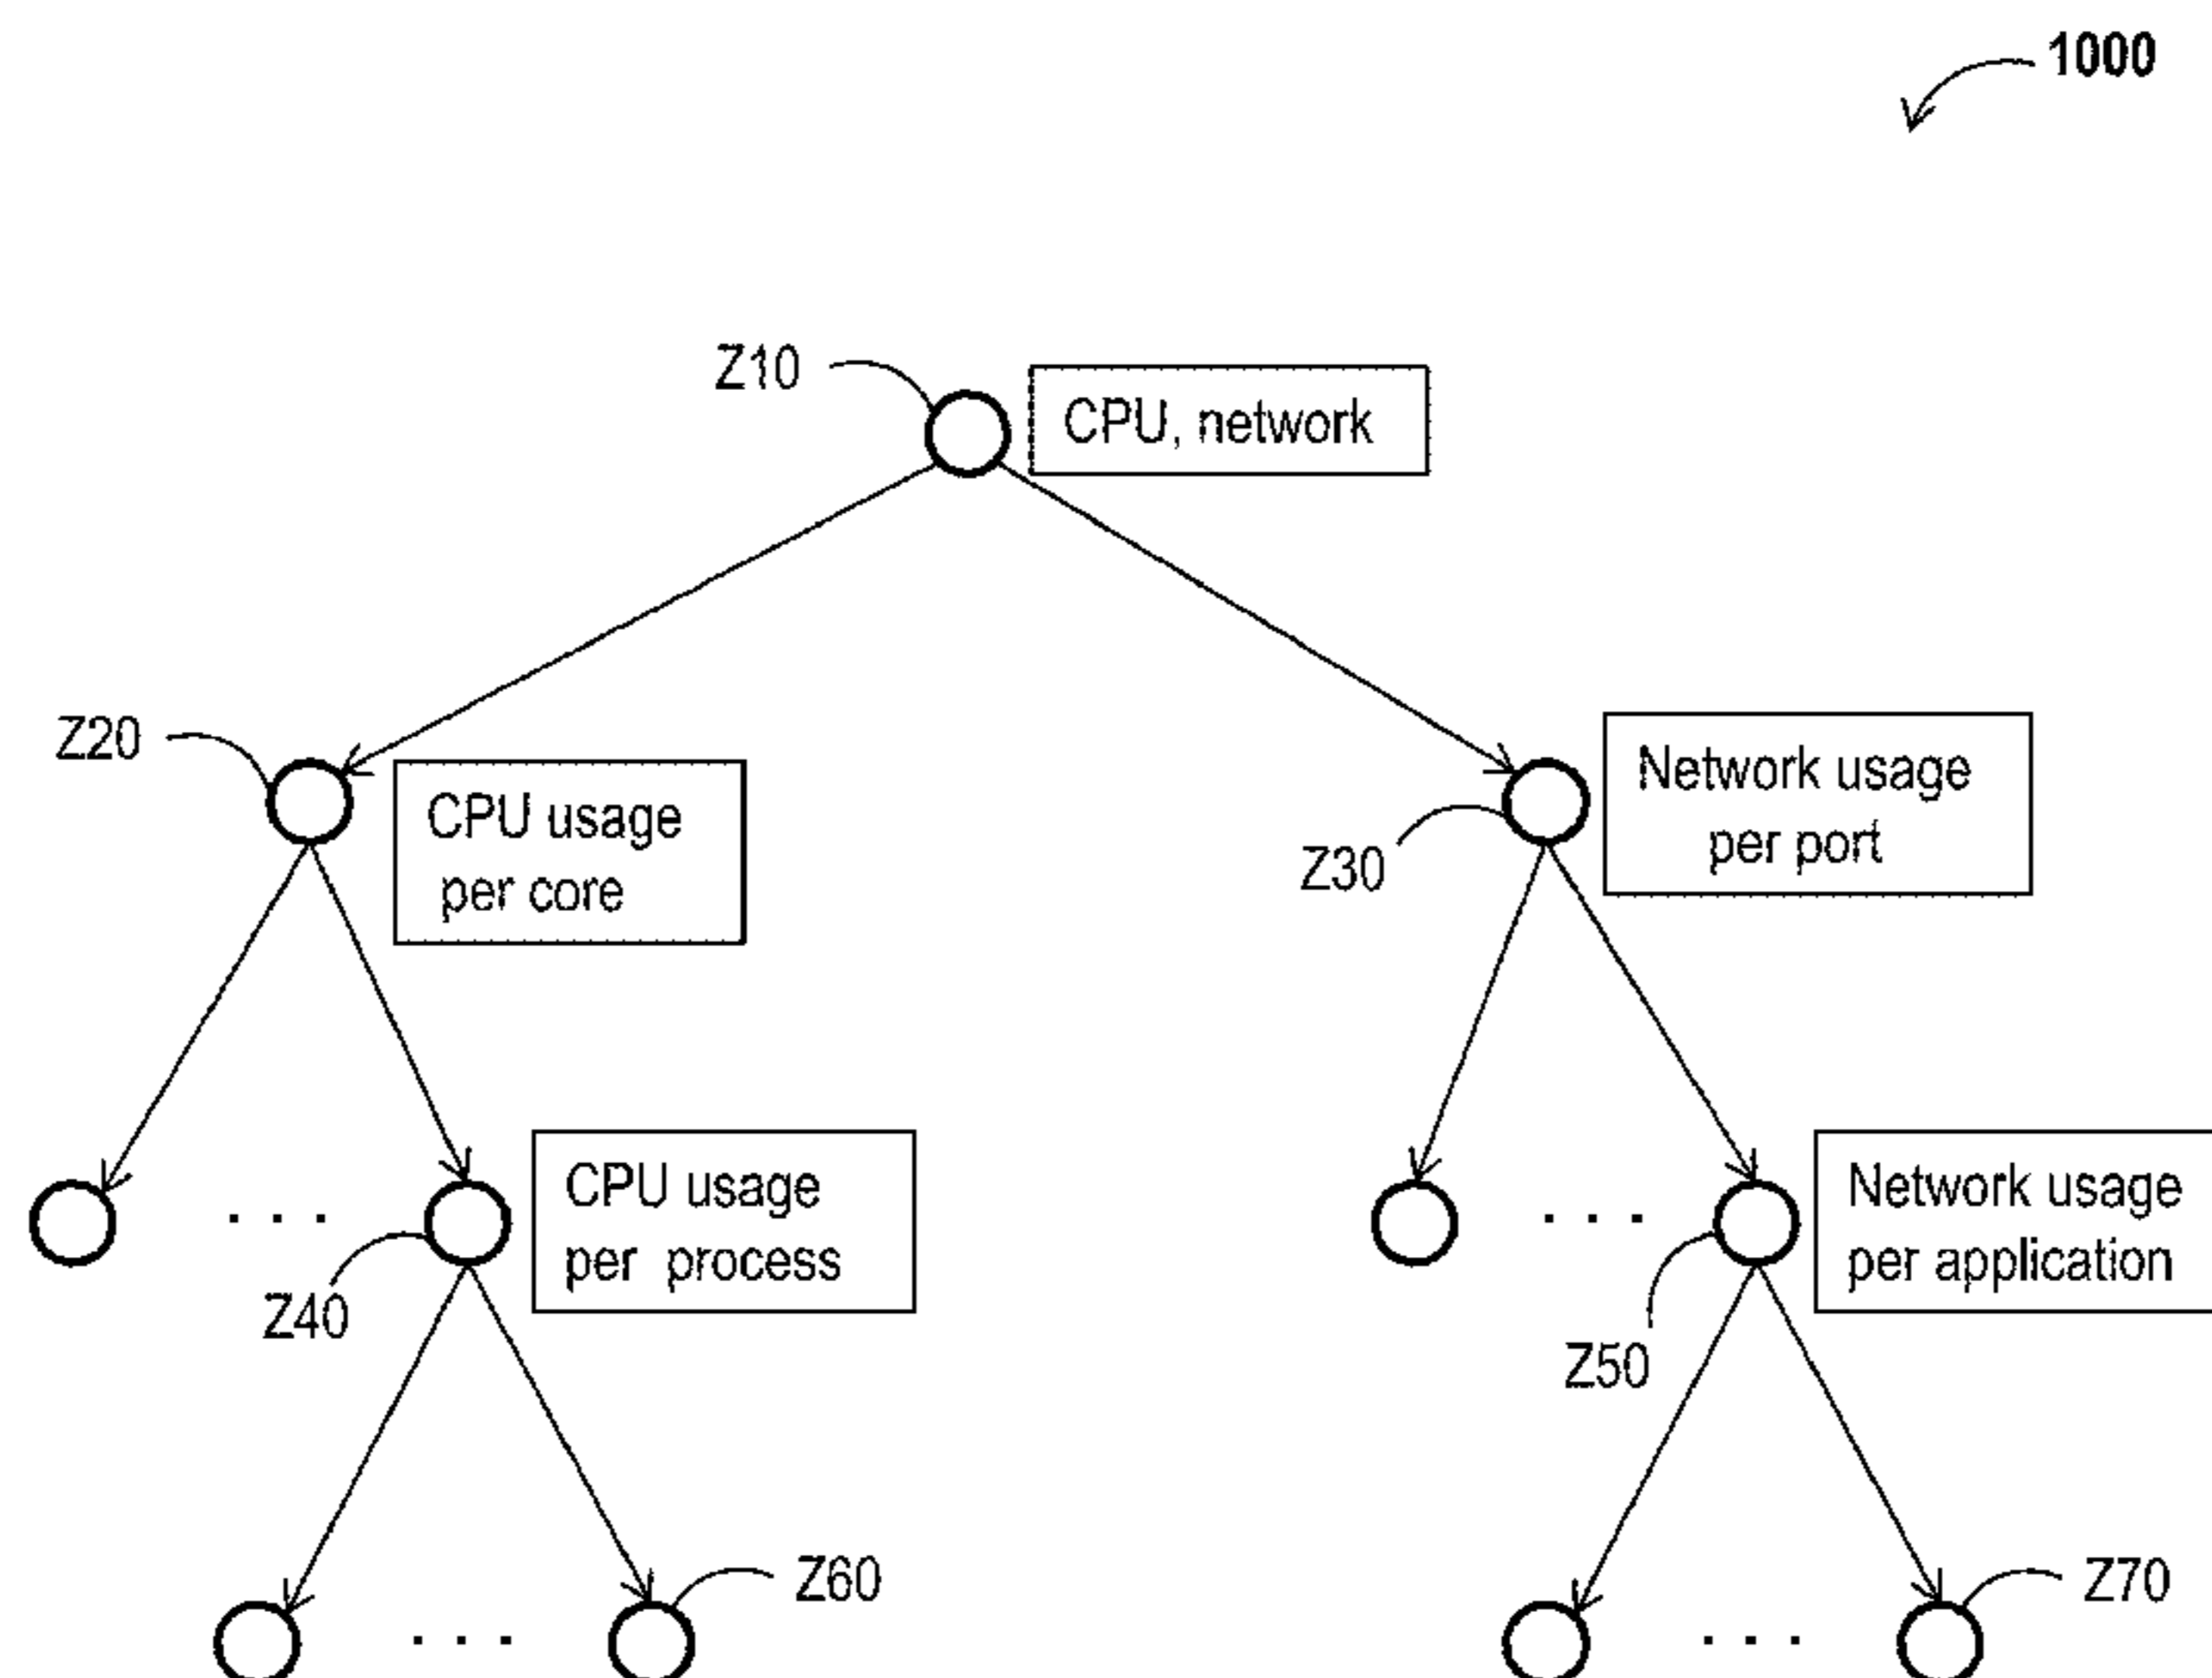 1000
Z10
CPU, network
Z20
CPU usage
per core
Network usage
per port
Z30
CPU usage
per process
Z40
Network usage
per application
Z50
Z60
Z70